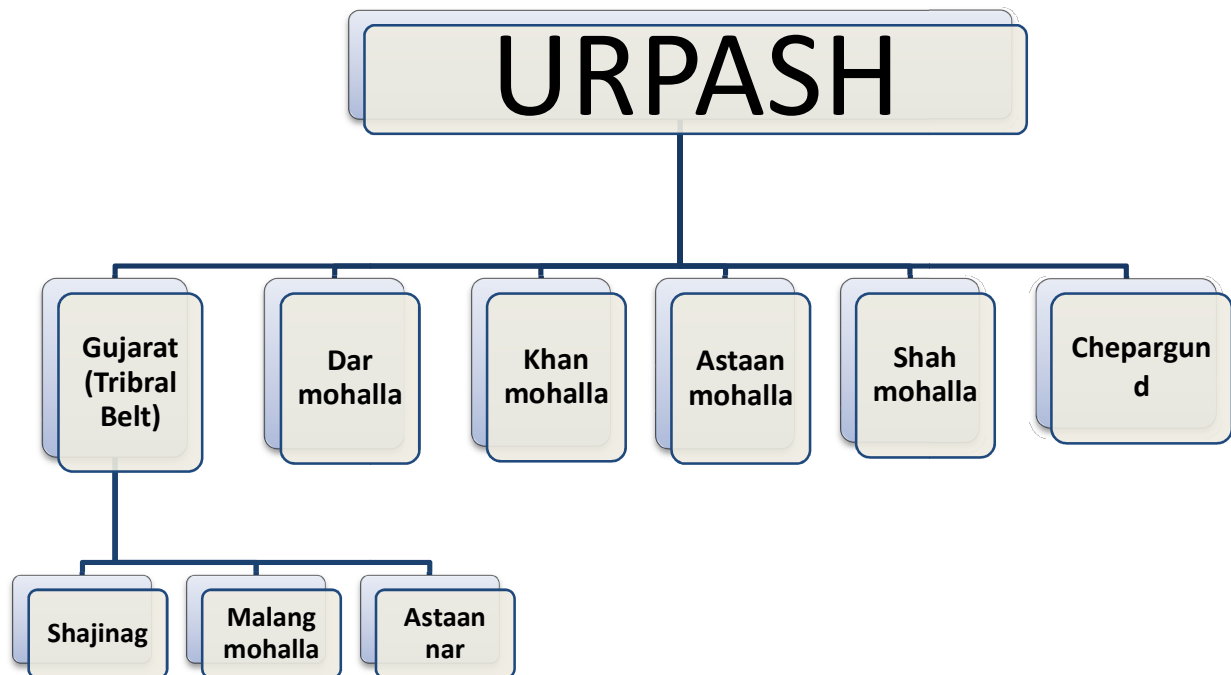 URPASH
Gujarat
(Tribral
Belt)
Dar
mohalla
Khan
mohalla
Astaan
mohalla
Shah
mohalla
Chepargun
d
Shajinag
Malang
mohalla
Astaan
nar